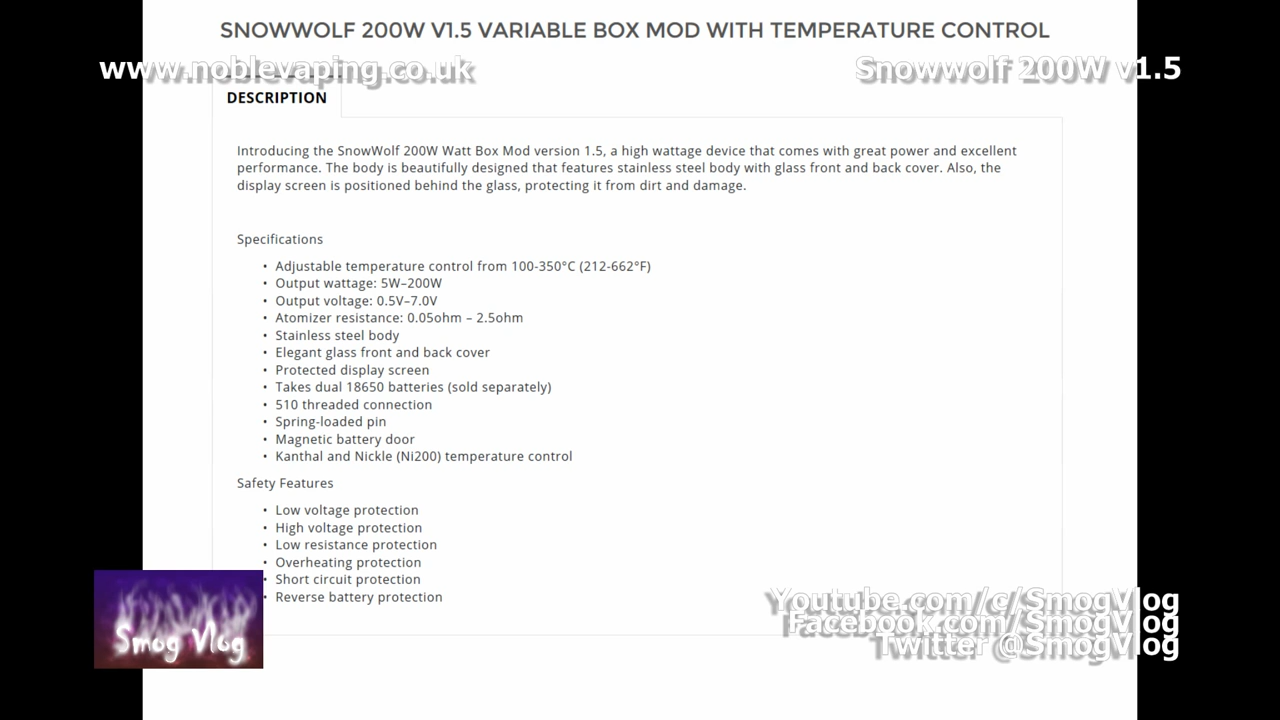 SNOWWOLF 200W V1.5 VARIABLE BOX MOD WITH TEMPERATURE CONTROL
www.noblevaping.co.uk
Snowwolf 200W v1.5
DESCRIPTION
Introducing the SnowWolf 200W Watt Box Mod version 1.5, a high wattage device that comes with great power and excellent
performance. The body is beautifully designed that features stainless steel body with glass front and back cover. Also, the
display screen is positioned behind the glass, protecting it from dirt and damage.
Specifications
• Adjustable temperature control from 100-350°C (212-662°F)
• Output wattage: 5W–200W
• Output voltage: 0.5V–7.0V
• Atomizer resistance: 0.05ohm – 2.5ohm
• Stainless steel body
• Elegant glass front and back cover
• Protected display screen
• Takes dual 18650 batteries (sold separately)
• 510 threaded connection
• Spring-loaded pin
• Magnetic battery door
• Kanthal and Nickle (Ni200) temperature control
Safety Features
• Low voltage protection
• High voltage protection
• Low resistance protection
• Overheating protection
• Short circuit protection
• Reverse battery protection
Smog Vlog
Youtube.com/c/SmogVlog
Facebook.com/SmogVlog
Twitter @SmogVlog